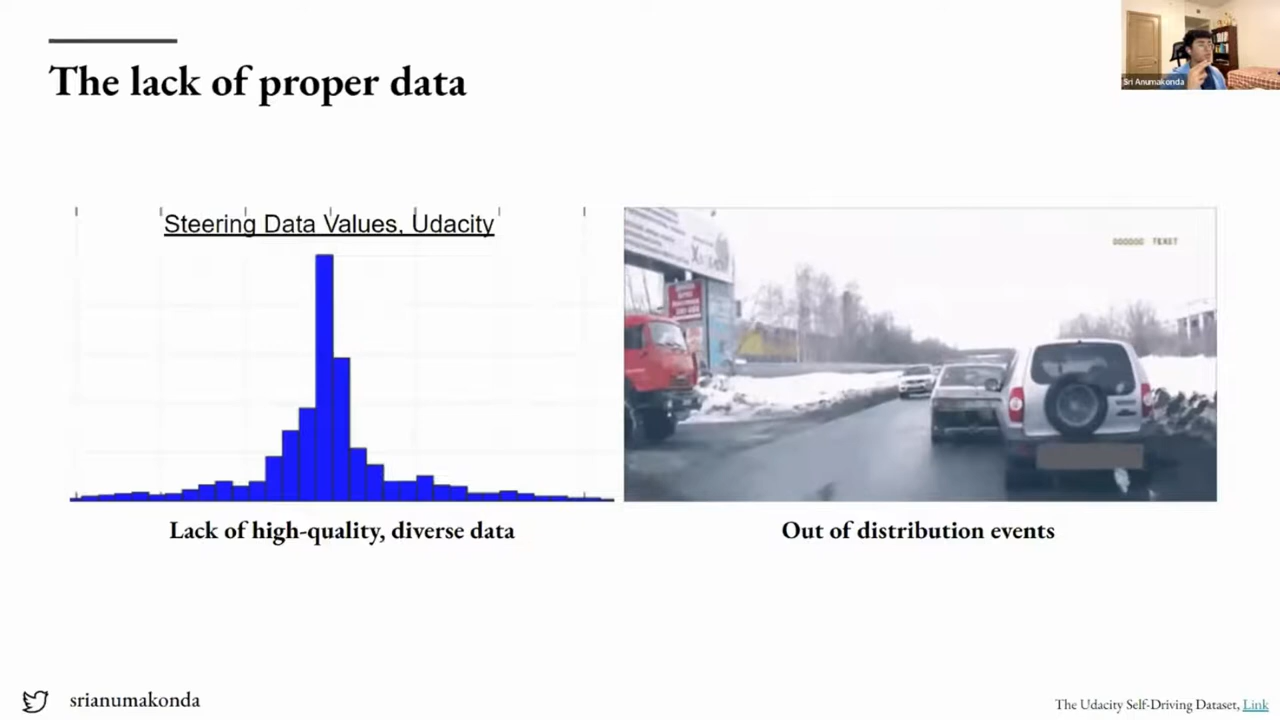 The lack of proper data
Sri Anumakonda
Steering Data Values, Udacity
Lack of high-quality, diverse data
Out of distribution events
srianumakonda
The Udacity Self-Driving Dataset, Link